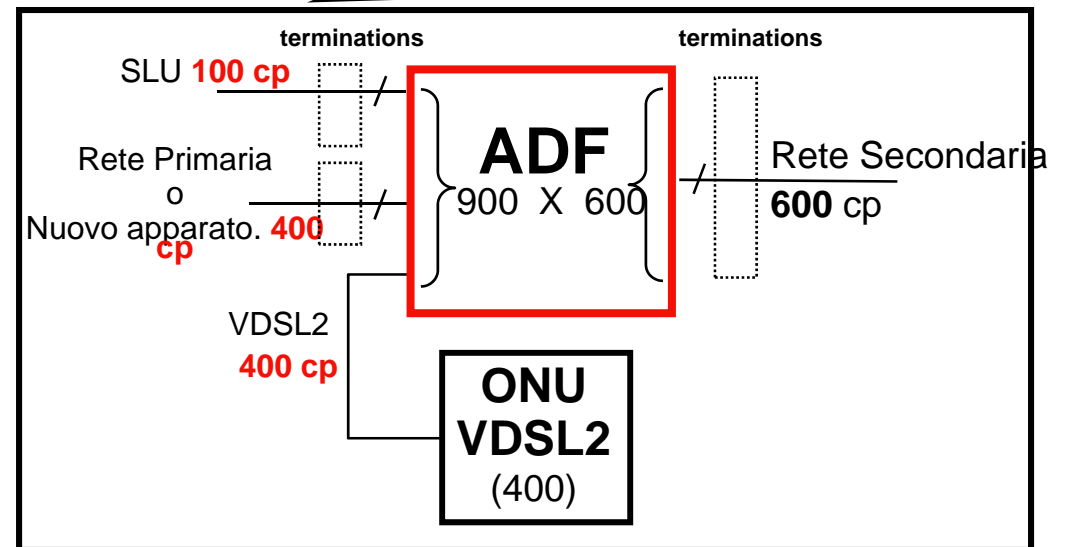 terminations
terminations
SLU 100 cp
Rete Primaria
o
Nuovo apparato. 400
cp
ADF
900 X 600
Rete Secondaria
600 cp
VDSL2
400 cp
ONU
VDSL2
(400)